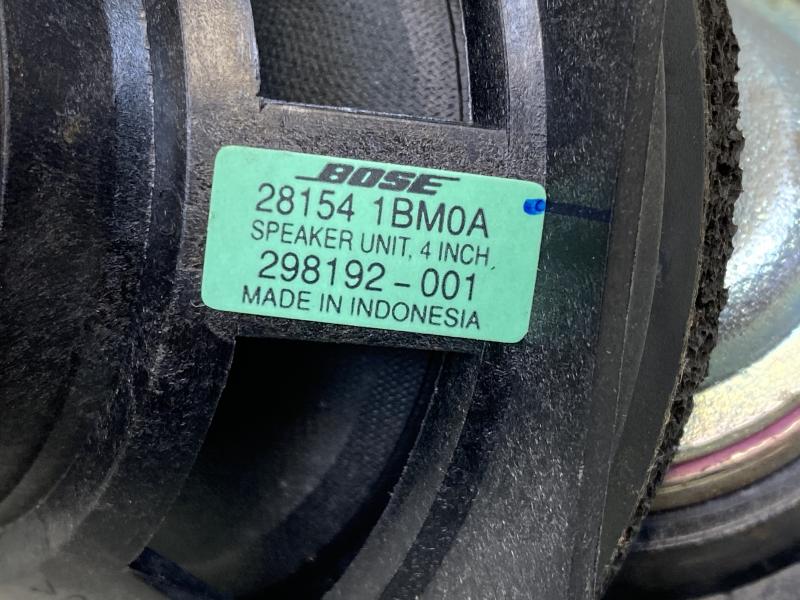 BOSE
28154 1BM0A
SPEAKER UNIT, 4 INCH
298192-001
MADE IN INDONESIA